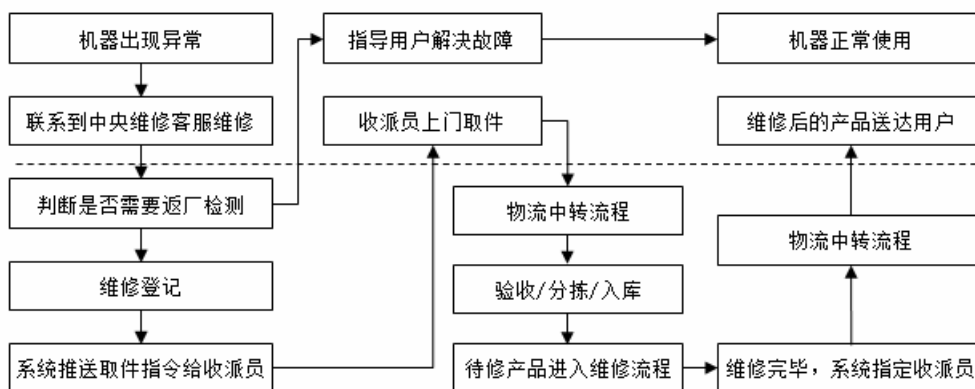 机器出现异常
指导用户解决故障
机器正常使用
联系到中央维修客服维修
收派员上门取件
维修后的产品送达用户
判断是否需要返厂检测
物流中转流程
物流中转流程
维修登记
验收/分拣/入库
系统推送取件指令给收派员
待修产品进入维修流程
维修完毕，系统指定收派员